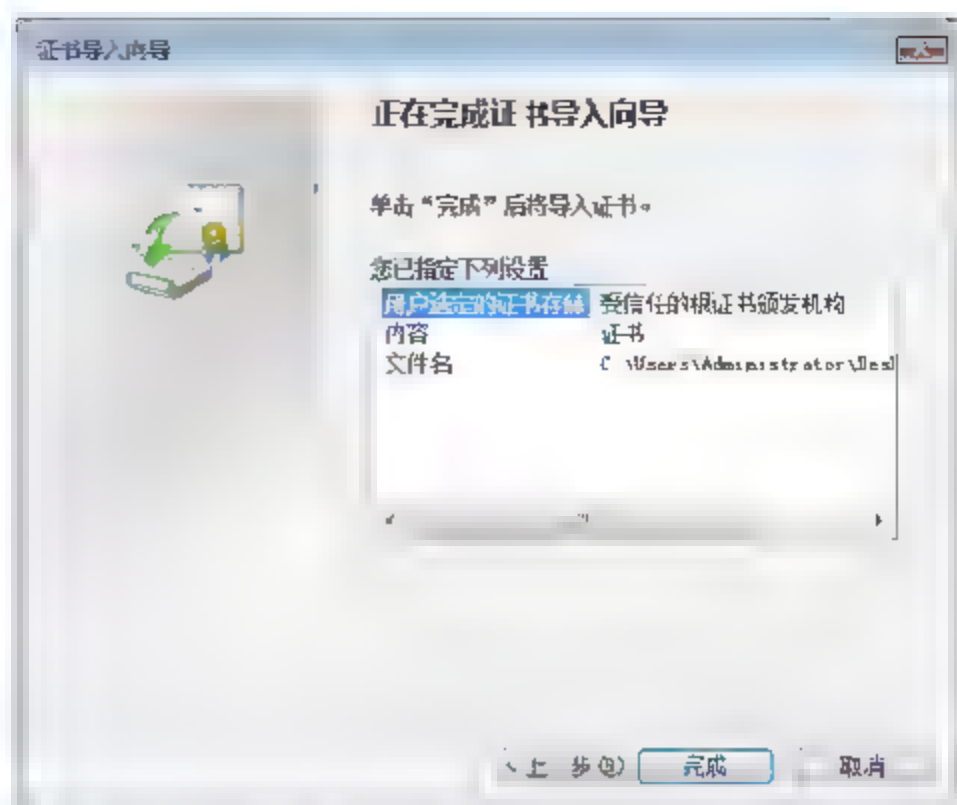 证书导入向导
正在完成证书导入向导
单击“完成”后将导入证书。
您已指定下列设置
用户选定的证书存储 受信任的根证书颁发机构
内容 证书
文件名 C \Users\Administrator\Des
<上 步(B) 完成 取消